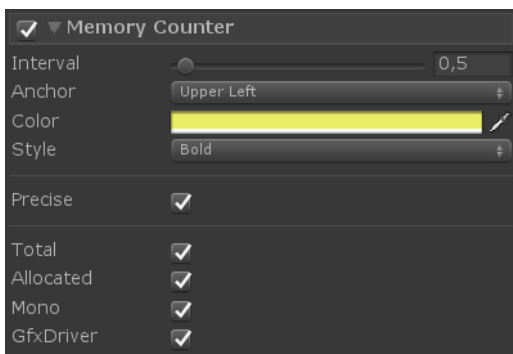 Memory Counter
Interval 0,5
Anchor Upper Left
Color
Style Bold
Precise
Total
Allocated
Mono
GfxDriver